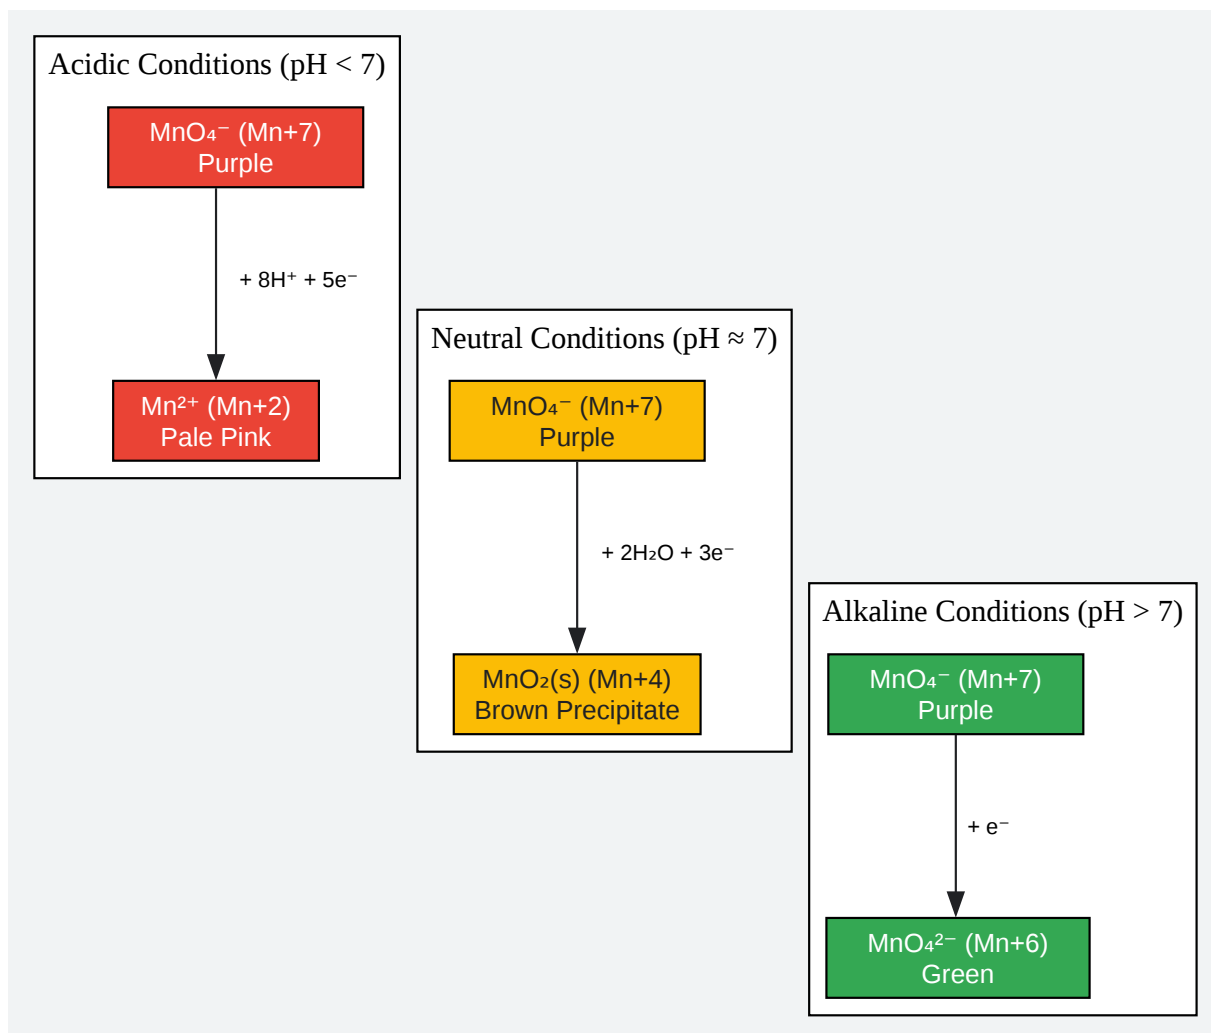 Acidic Conditions (pH < 7)
MnO₄⁻ (Mn+7)
Purple
+ 8H⁺ + 5e⁻
Mn²⁺ (Mn+2)
Pale Pink
Neutral Conditions (pH ≈ 7)
MnO₄⁻ (Mn+7)
Purple
+ 2H₂O + 3e⁻
MnO₂(s) (Mn+4)
Brown Precipitate
Alkaline Conditions (pH > 7)
MnO₄⁻ (Mn+7)
Purple
+ e⁻
MnO₄²⁻ (Mn+6)
Green